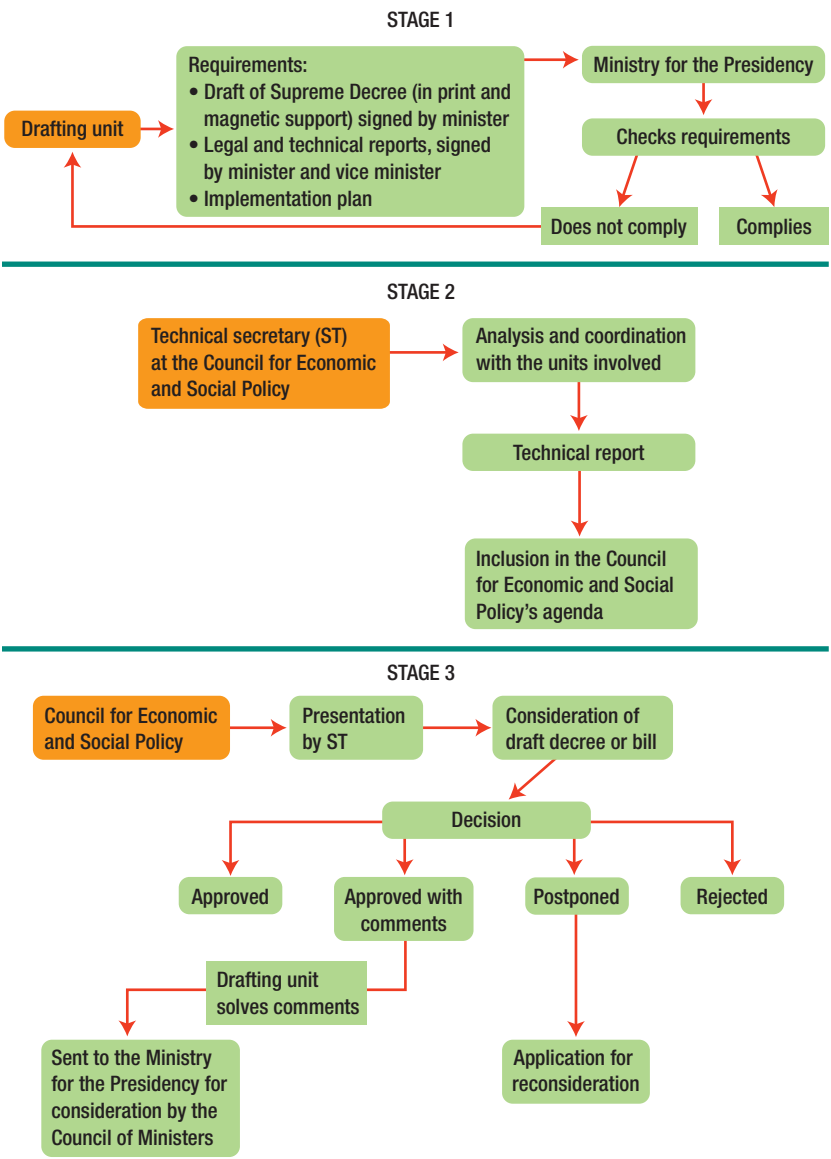 STAGE 1
Drafting unit
Requirements:
• Draft of Supreme Decree (in print and
magnetic support) signed by minister
• Legal and technical reports, signed
by minister and vice minister
• Implementation plan
Ministry for the Presidency
Checks requirements
Does not comply
Complies
STAGE 2
Technical secretary (ST)
at the Council for Economic
and Social Policy
Analysis and coordination
with the units involved
Technical report
Inclusion in the Council
for Economic and Social
Policy’s agenda
STAGE 3
Council for Economic
and Social Policy
Presentation
by ST
Consideration of
draft decree or bill
Decision
Approved
Approved with
comments
Postponed
Rejected
Drafting unit
solves comments
Sent to the Ministry
for the Presidency for
consideration by the
Council of Ministers
Application for
reconsideration